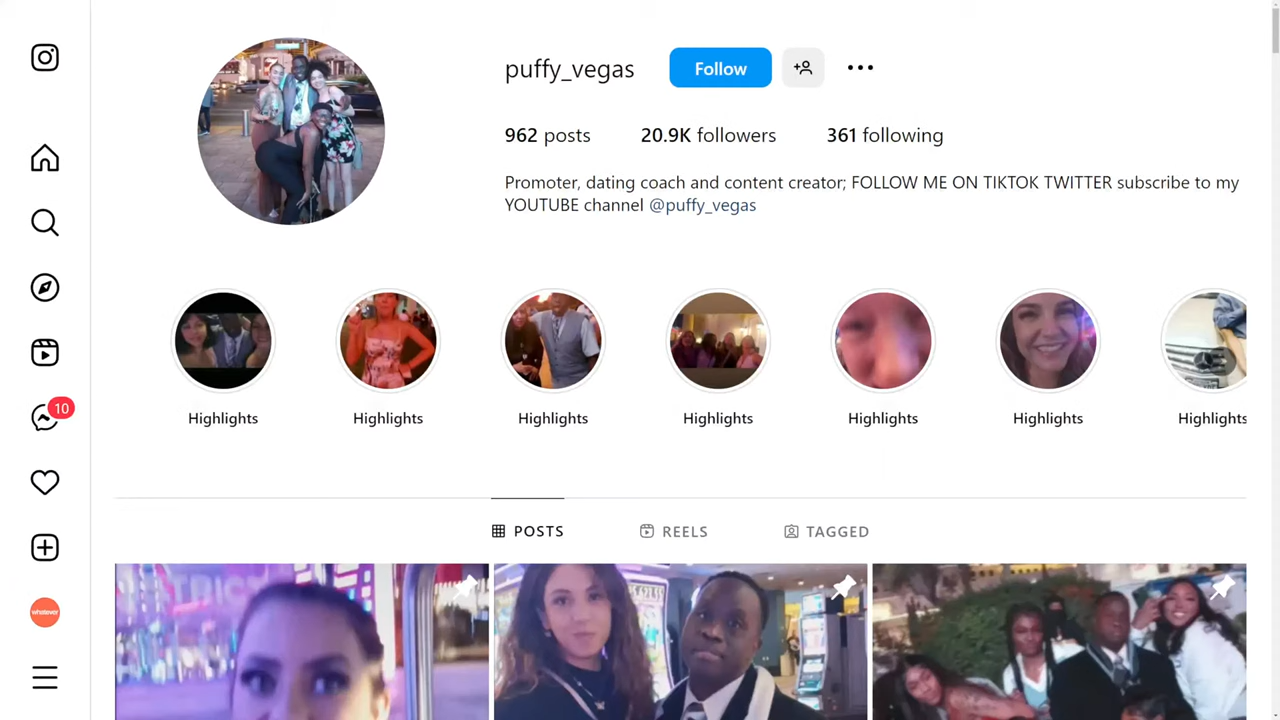 puffy_vegas
Follow
962 posts
20.9K followers
361 following
Promoter, dating coach and content creator; FOLLOW ME ON TIKTOK TWITTER subscribe to my
YOUTUBE channel @puffy_vegas
10
whatever
Highlights
Highlights
Highlights
Highlights
Highlights
Highlights
Highlights
POSTS
REELS
TAGGED